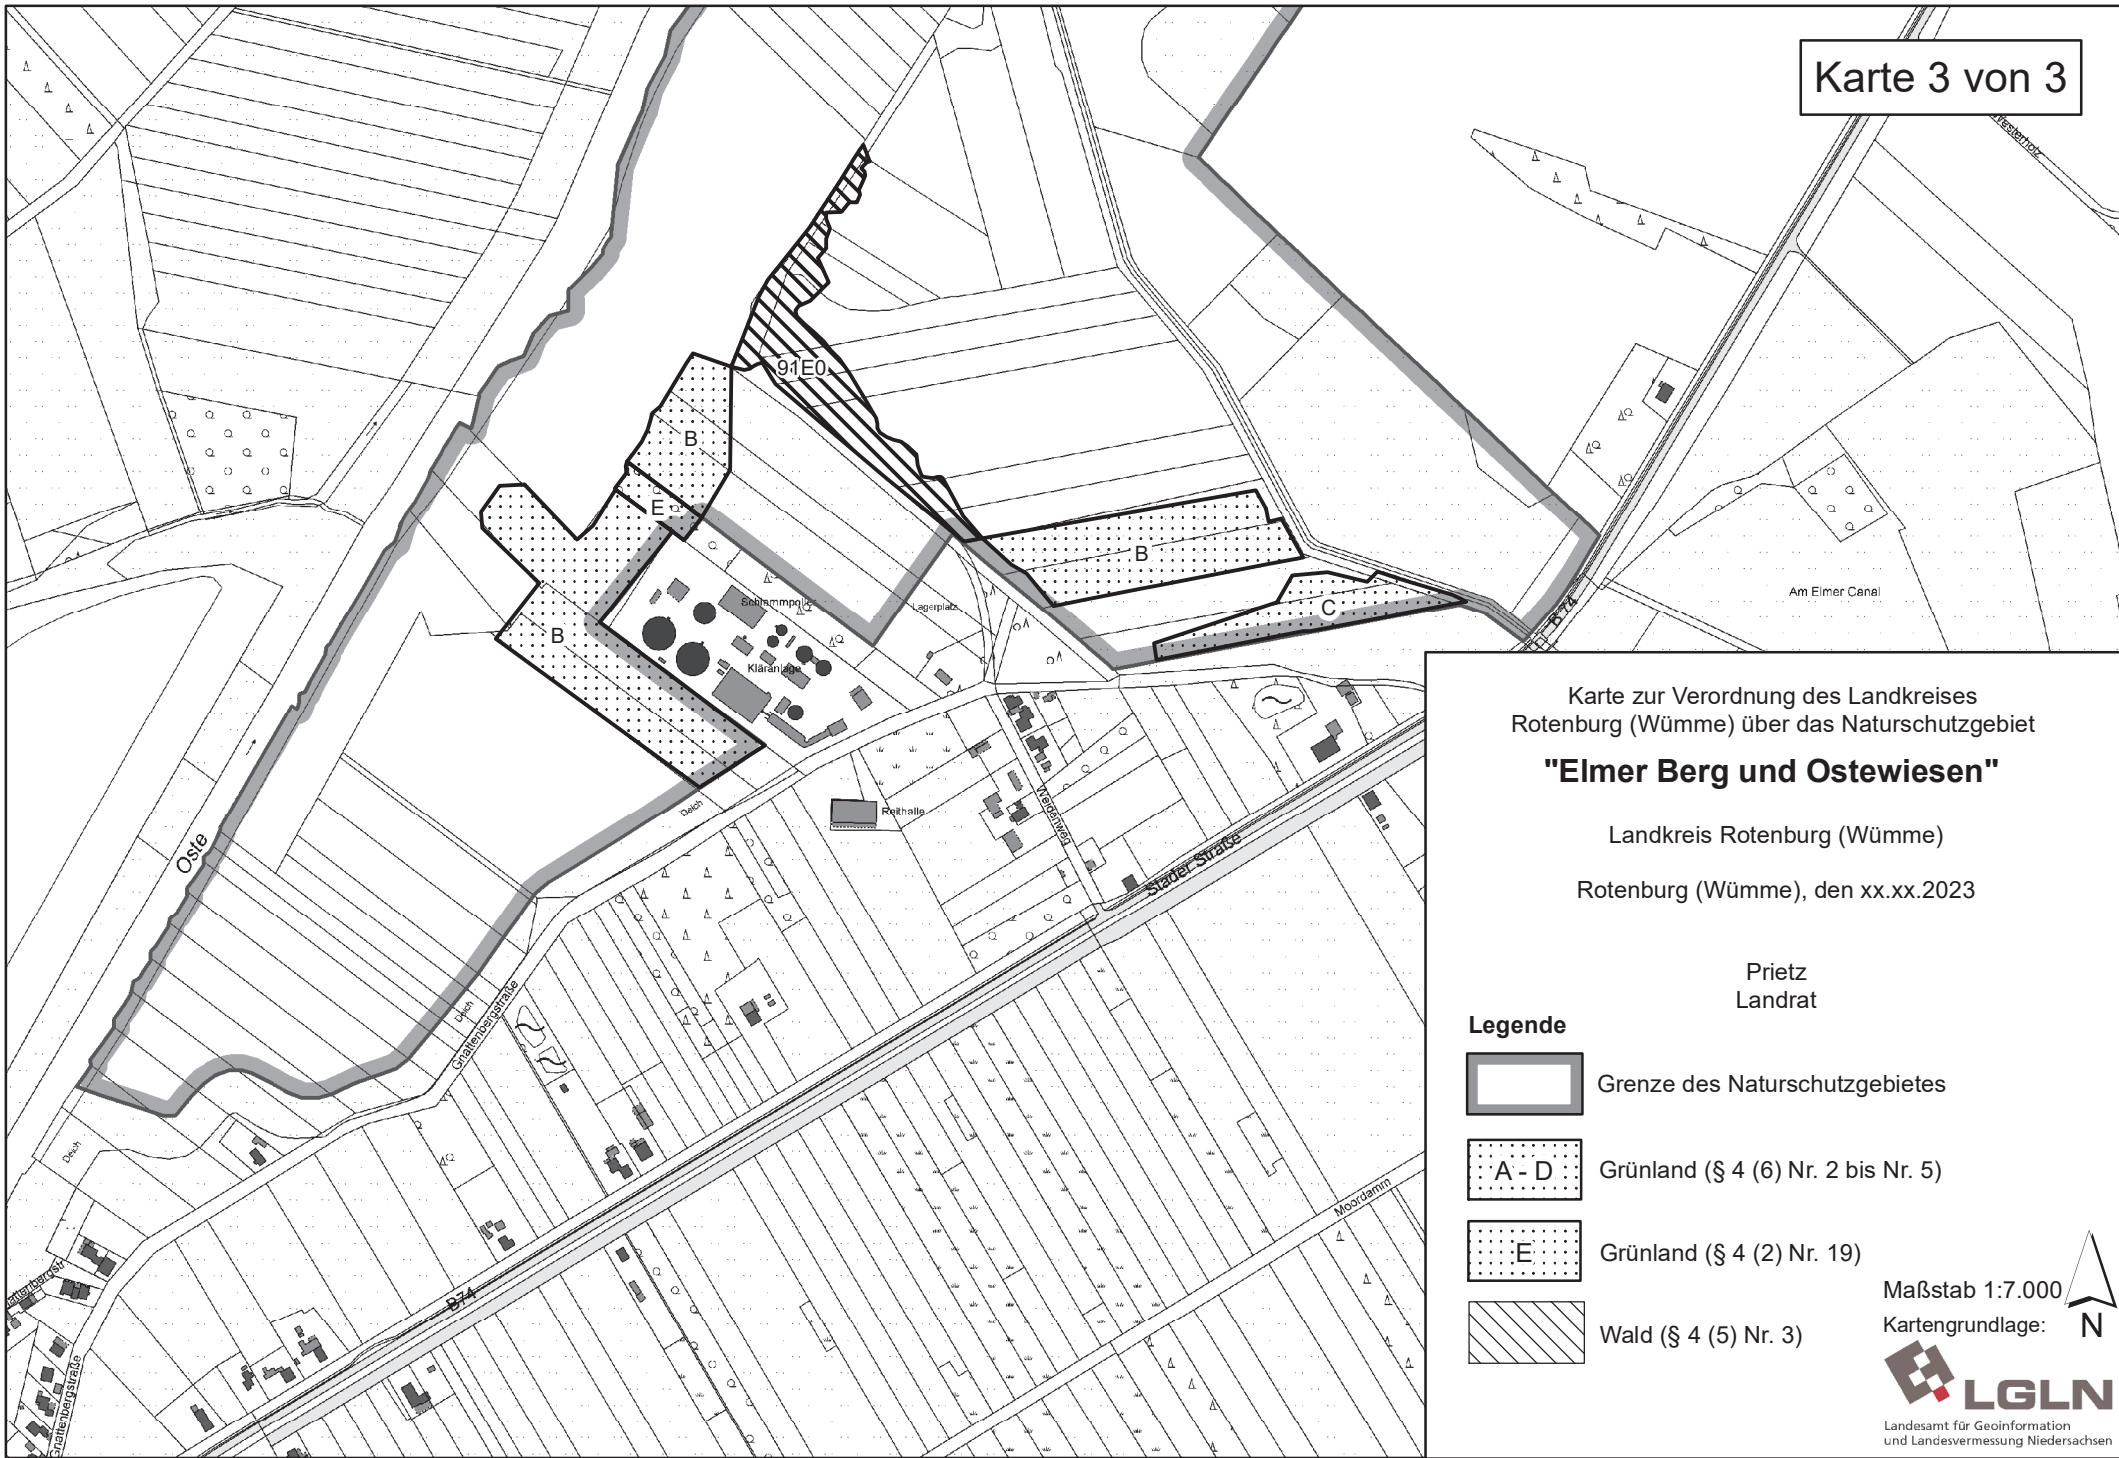 Karte 3 von 3
Westerholz
91E0
B
E
B
B
C
B 74
Am Elmer Canal
Schlammpolder
Lagerplatz
Kläranlage
Deich
Reithalle
Weidenweg
Stader Straße
Oste
Deich
Gnattenbergstraße
Deich
B74
Moordamm
Gnattenbergstraße
Karte zur Verordnung des Landkreises
Rotenburg (Wümme) über das Naturschutzgebiet
"Elmer Berg und Ostewiesen"
Landkreis Rotenburg (Wümme)
Rotenburg (Wümme), den xx.xx.2023
Prietz
Landrat
Legende
Grenze des Naturschutzgebietes
A - D
Grünland (§ 4 (6) Nr. 2 bis Nr. 5)
E
Grünland (§ 4 (2) Nr. 19)
Wald (§ 4 (5) Nr. 3)
Maßstab 1:7.000
Kartengrundlage:
N
LGLN
Landesamt für Geoinformation
und Landesvermessung Niedersachsen